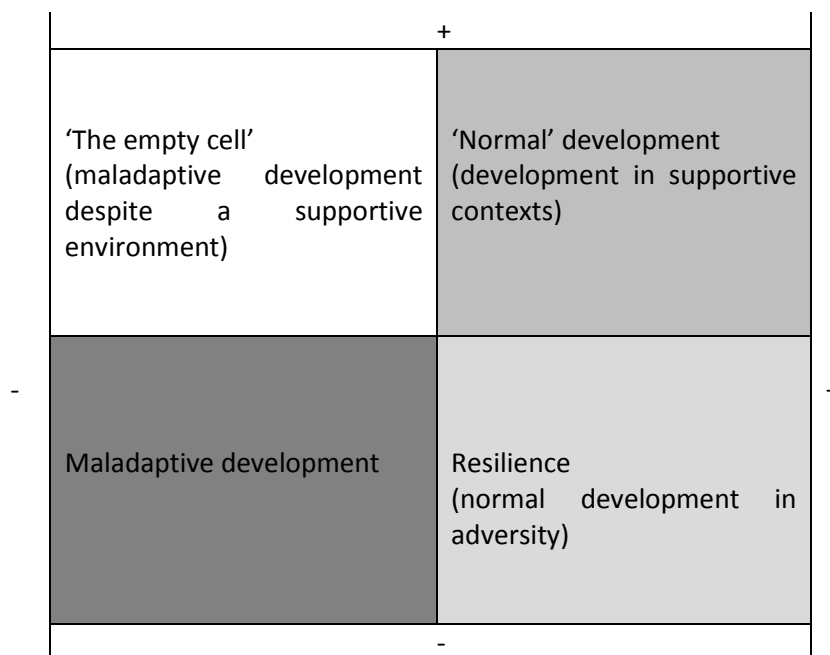 +
‘The empty cell’
(maladaptive development
despite a supportive
environment)
‘Normal’ development
(development in supportive
contexts)
-
Maladaptive development
Resilience
(normal development in
adversity)
-